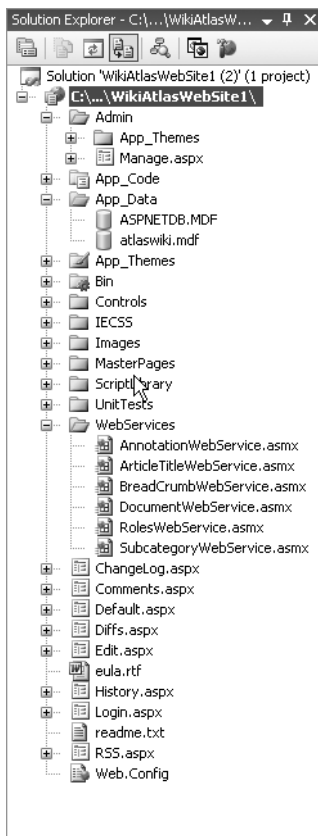 Solution Explorer - C:\...\WikiAtlasW...
Solution 'WikiAtlasWebSite1 (2)' (1 project)
C:\...\WikiAtlasWebSite1\
Admin
App_Themes
Manage.aspx
App_Code
App_Data
ASPNETDB.MDF
atlaswiki.mdf
App_Themes
Bin
Controls
IECSS
Images
MasterPages
ScriptLibrary
UnitTests
WebServices
AnnotationWebService.asmx
ArticleTitleWebService.asmx
BreadCrumbWebService.asmx
DocumentWebService.asmx
RolesWebService.asmx
SubcategoryWebService.asmx
ChangeLog.aspx
Comments.aspx
Default.aspx
Diffs.aspx
Edit.aspx
eula.rtf
History.aspx
Login.aspx
readme.txt
RSS.aspx
Web.Config